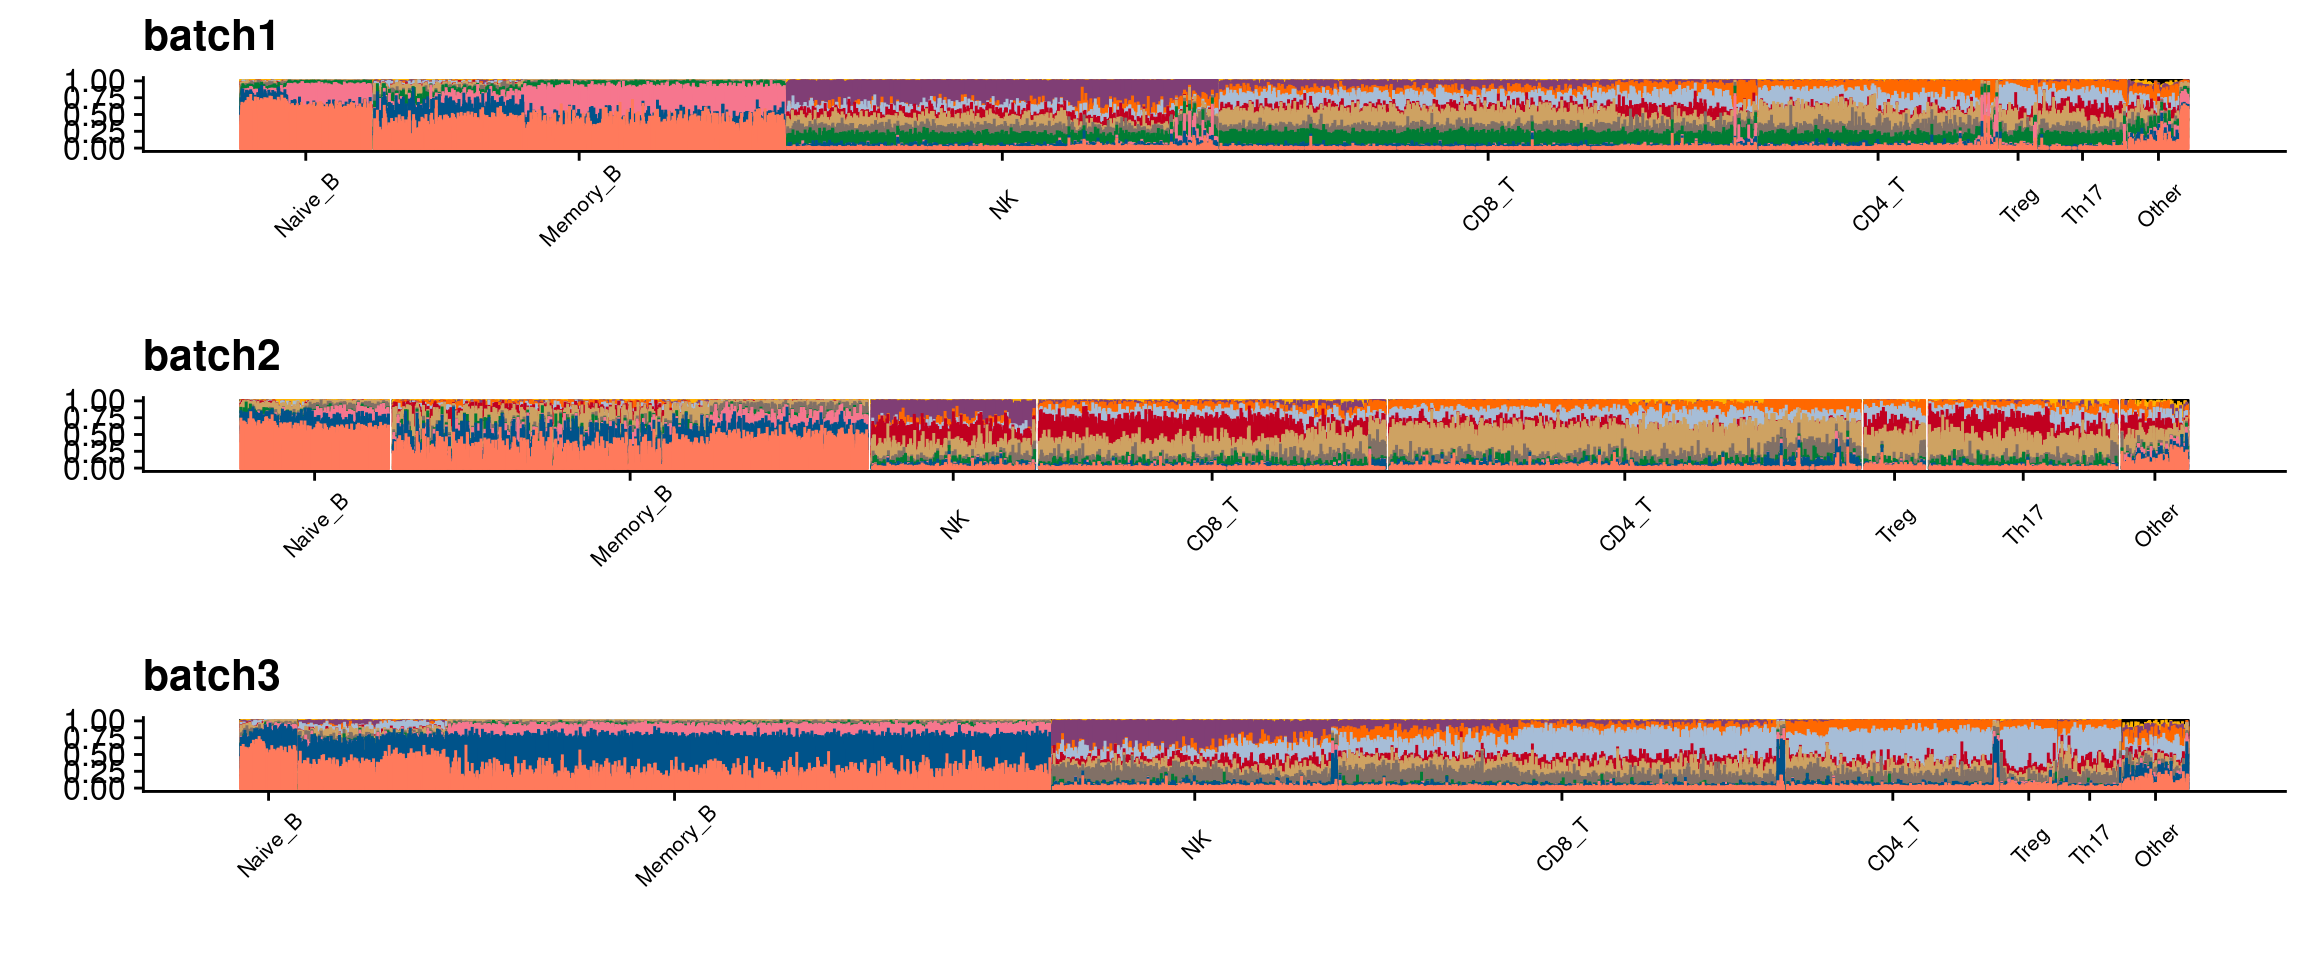 batch1
1.00
0.75
0.50
0.25
0.00
Naive_B Memory_B NK CD8_T CD4_T Treg Th17 Other
batch2
1.00
0.75
0.50
0.25
0.00
Naive_B Memory_B NK CD8_T CD4_T Treg Th17 Other
batch3
1.00
0.75
0.50
0.25
0.00
Naive_B Memory_B NK CD8_T CD4_T Treg Th17 Other